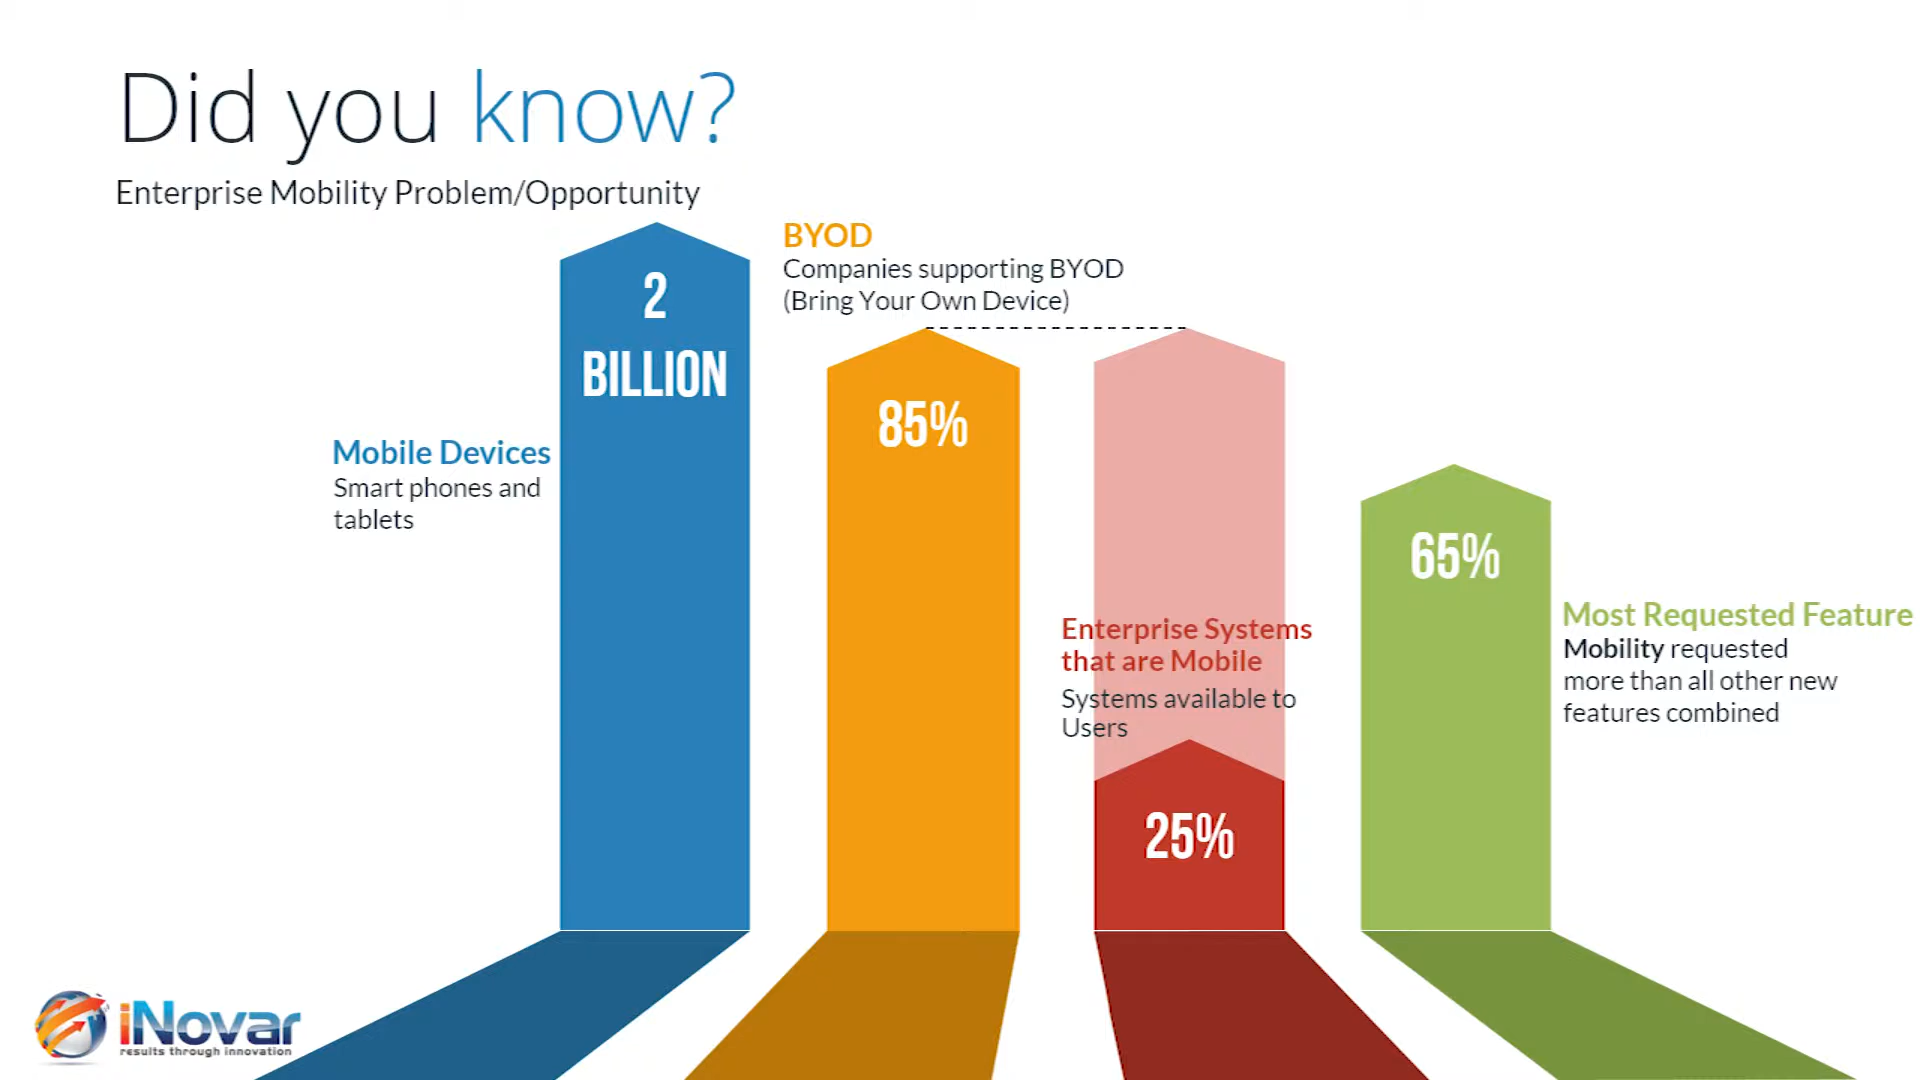 Did you know?
Enterprise Mobility Problem/Opportunity
2
BILLION
Mobile Devices
Smart phones and
tablets
BYOD
Companies supporting BYOD
(Bring Your Own Device)
85%
Enterprise Systems
that are Mobile
Systems available to
Users
25%
65%
Most Requested Feature
Mobility requested
more than all other new
features combined
iNovar
results through innovation